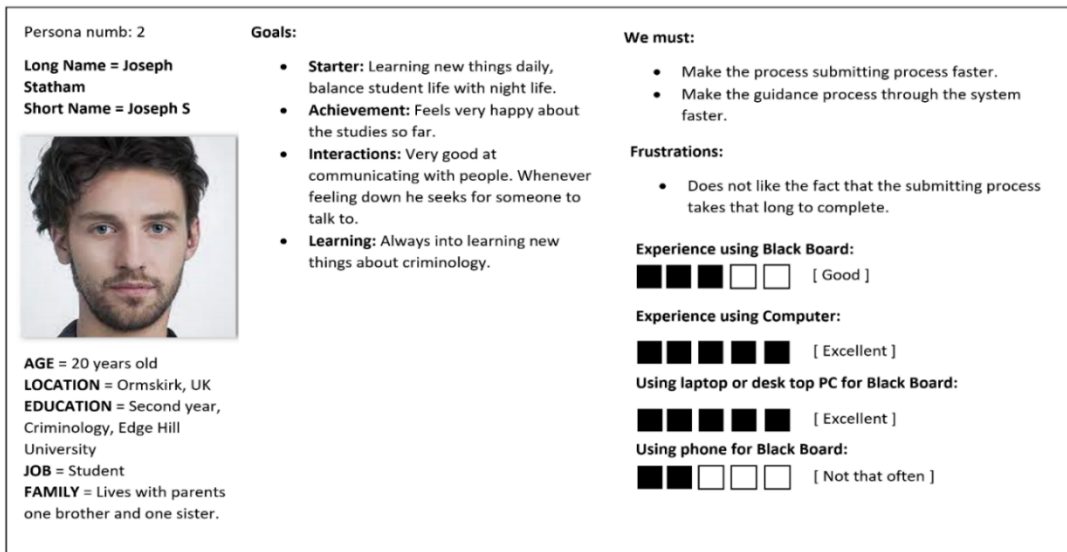 Persona numb: 2
Long Name = Joseph
Statham
Short Name = Joseph S
AGE = 20 years old
LOCATION = Ormskirk, UK
EDUCATION = Second year,
Criminology, Edge Hill
University
JOB = Student
FAMILY = Lives with parents
one brother and one sister.
Goals:
• Starter: Learning new things daily,
balance student life with night life.
• Achievement: Feels very happy about
the studies so far.
• Interactions: Very good at
communicating with people. Whenever
feeling down he seeks for someone to
talk to.
• Learning: Always into learning new
things about criminology.
We must:
• Make the process submitting process faster.
• Make the guidance process through the system
faster.
Frustrations:
• Does not like the fact that the submitting process
takes that long to complete.
Experience using Black Board:
[ Good ]
Experience using Computer:
[ Excellent ]
Using laptop or desk top PC for Black Board:
[ Excellent ]
Using phone for Black Board:
[ Not that often ]